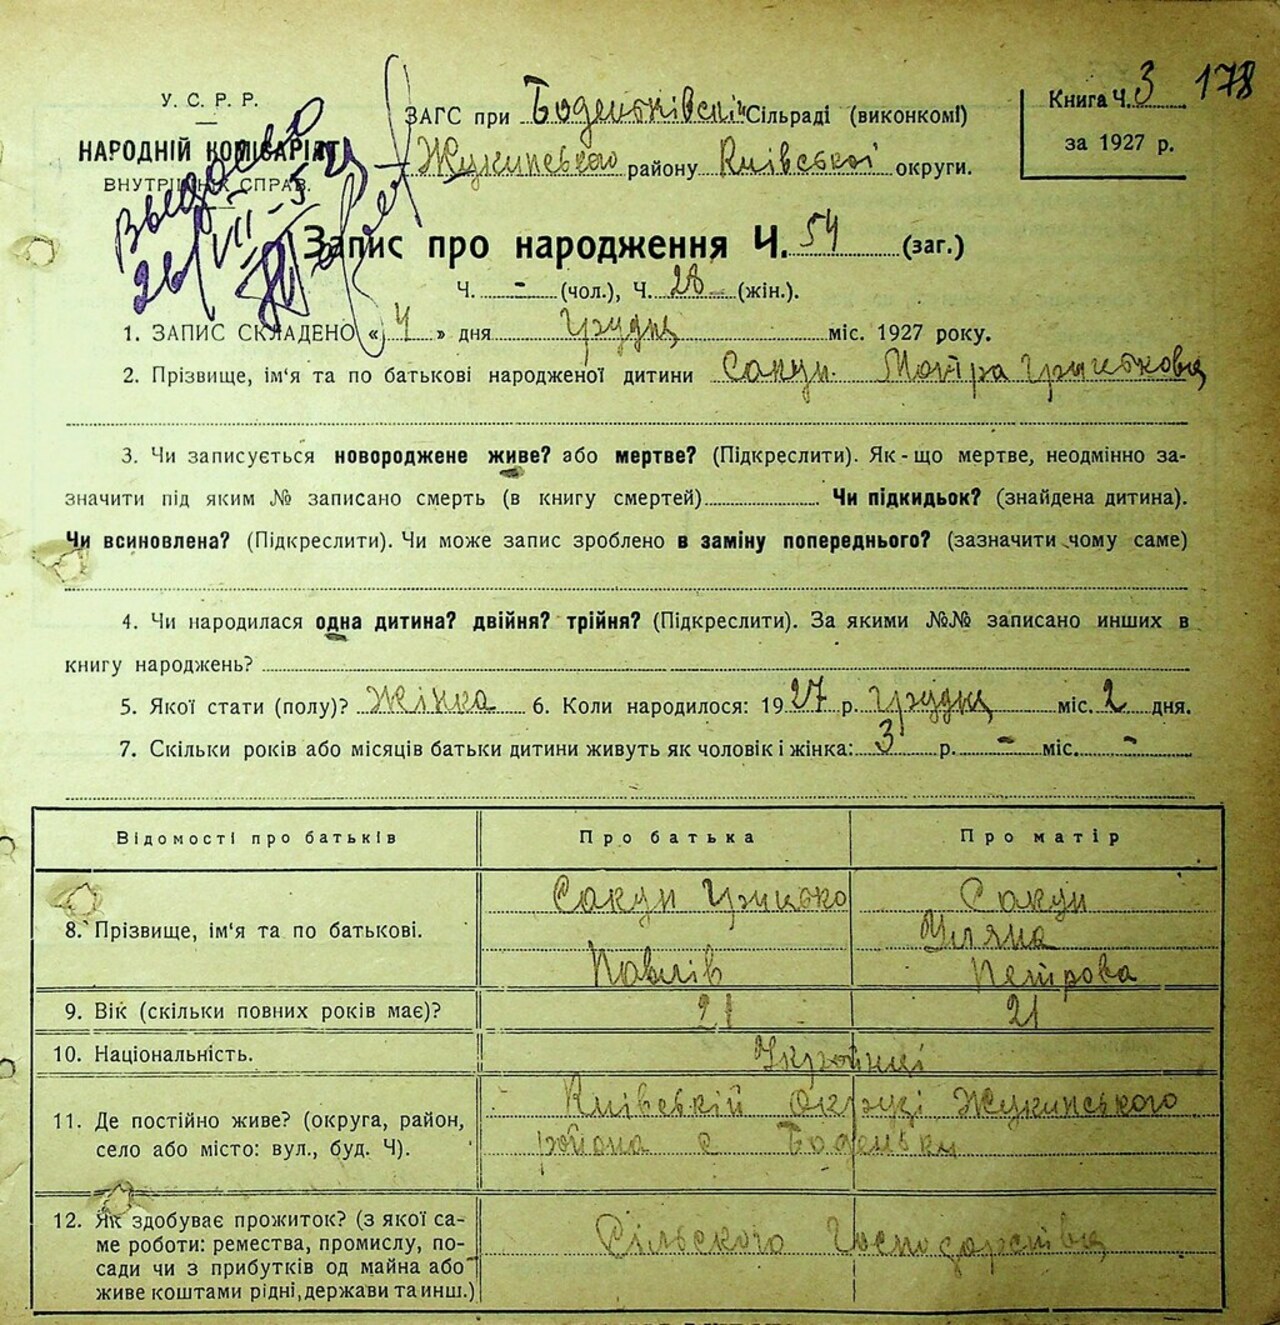 178
У. С. Р. Р.
НАРОДНІЙ КОМІСАРІЯТ
ВНУТРІШНІХ СПРАВ.
ЗАГС при Боденьківскій Сільраді (виконкомі)
Жукинського району Київської округи.
Книга Ч. 3
за 1927 р.
Запис про народження Ч. 54 (заг.)
Ч. - (чол.), Ч. 28 (жін.).
1. ЗАПИС СКЛАДЕНО « 4 » дня Грудня міс. 1927 року.
2. Прізвище, ім'я та по батькові народженої дитини Сакун Мотра Грицькова
3. Чи записується новороджене живе? або мертве? (Підкреслити). Як-що мертве, неодмінно за-
значити під яким № записано смерть (в книгу смертей) Чи підкидьок? (знайдена дитина).
Чи всиновлена? (Підкреслити). Чи може запис зроблено в заміну попереднього? (зазначити чому саме)
4. Чи народилася одна дитина? двійня? трійня? (Підкреслити). За якими №№ записано инших в
книгу народжень?
5. Якої стати (полу)? Жінка 6. Коли народилося: 1927 р. Грудня міс. 2 дня.
7. Скільки років або місяців батьки дитини живуть як чоловік і жінка: 3 р. - міс. -
Відомості про батьків Про батька Про матір
8. Прізвище, ім'я та по батькові. Сакун Грицько Павлів Сакун Уляна Петрова
9. Вік (скільки повних років має)? 21 21
10. Національність. Українці
11. Де постійно живе? (округа, район,
село або місто: вул., буд. Ч). Київській Окрузі Жукинського
района с Боденьки
12. Як здобуває прожиток? (з якої са-
ме роботи: ремества, промислу, по-
сади чи з прибутків од майна або
живе коштами рідні, держави та инш.) Сільского Господарства
Выдано
26/VII-52